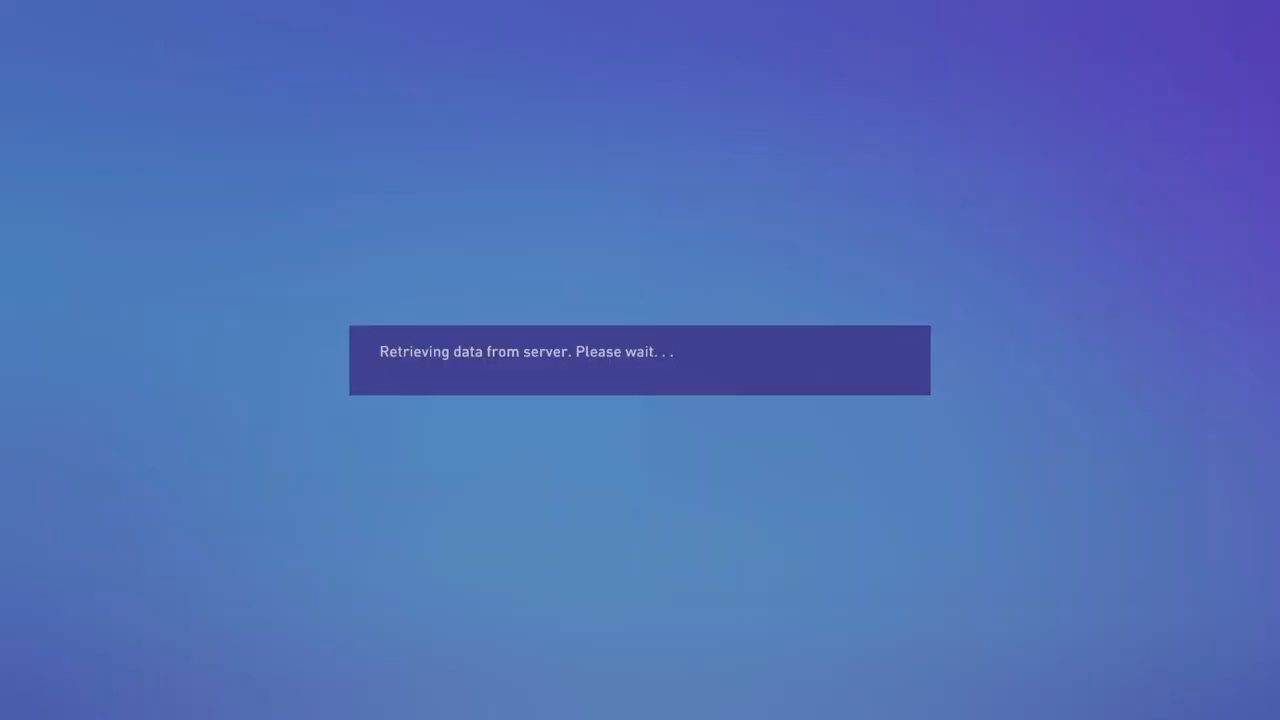 Retrieving data from server. Please wait. . .